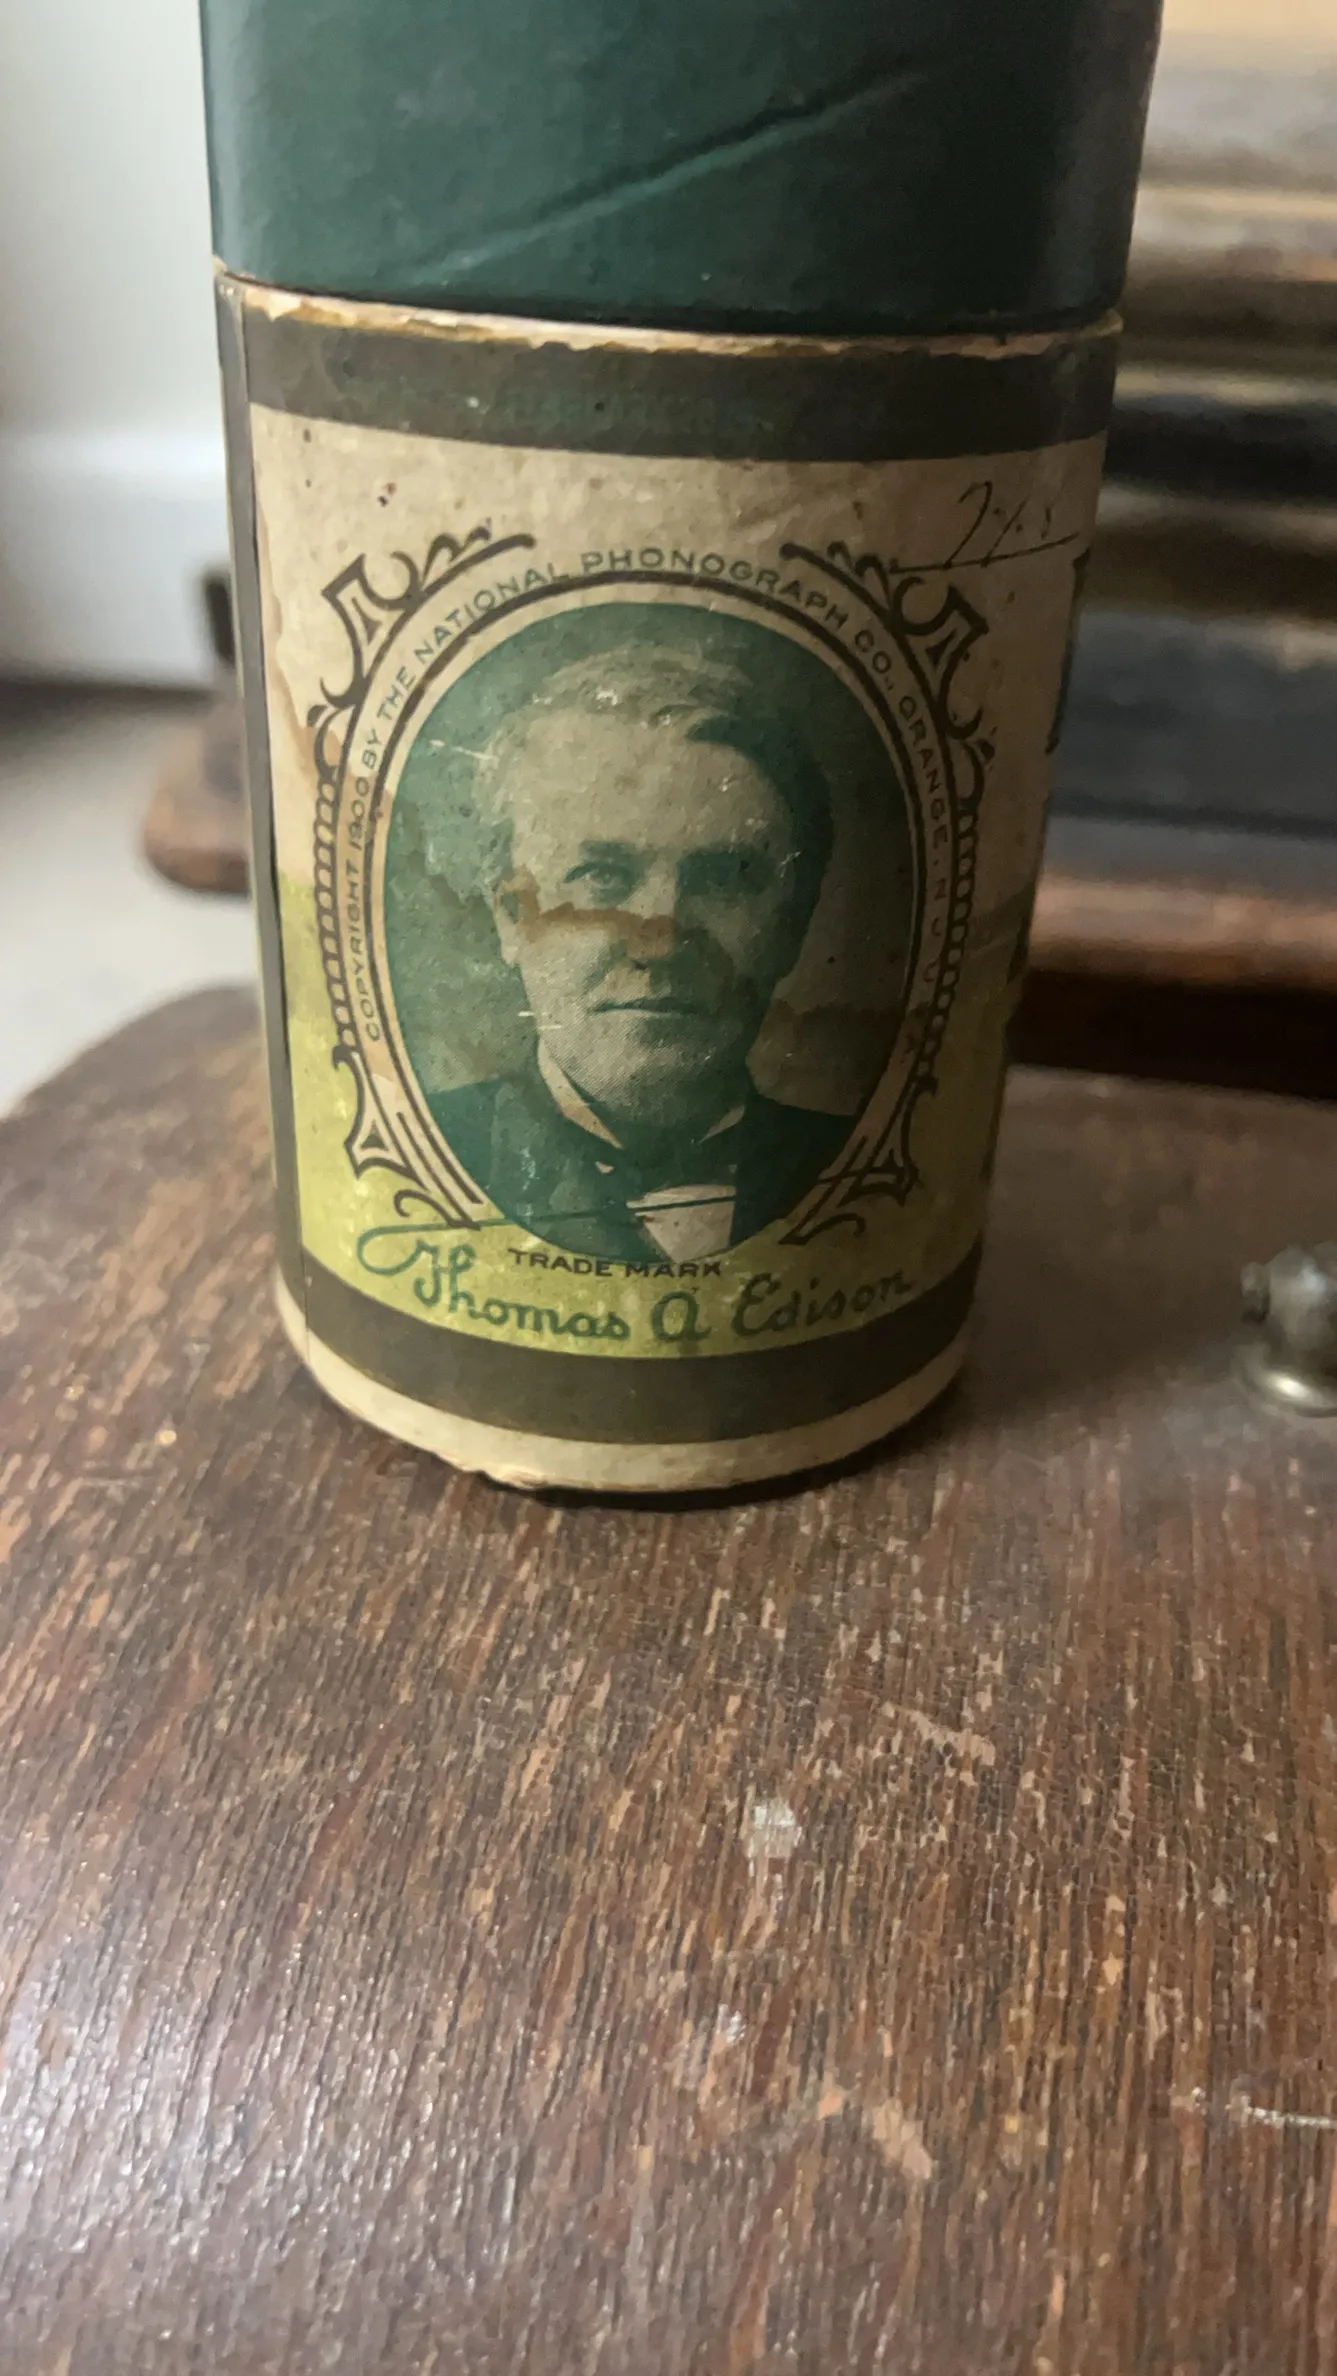 COPYRIGHT 1900 BY THE NATIONAL PHONOGRAPH CO., ORANGE, N.J. U.S.A.
TRADE MARK
Thomas A Edison